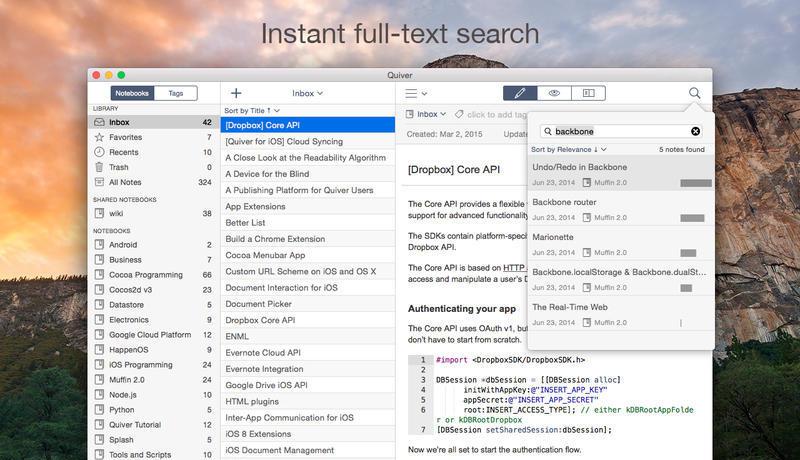 Instant full-text search
Quiver
Notebooks Tags
Inbox
LIBRARY
Inbox 42
Favorites 7
Recents 10
Trash 0
All Notes 324
SHARED NOTEBOOKS
wiki 38
NOTEBOOKS
Android 2
Business 7
Cocoa Programming 66
Cocos2d v3 23
Datastore 5
Electronics 9
Google Cloud Platform 12
HappenOS 9
iOS Programming 24
Muffin 2.0 24
Node.js 10
Python 6
Quiver Tutorial 12
Splash 5
Tools and Scripts 10
Sort by Title
[Dropbox] Core API
[Quiver for iOS] Cloud Syncing
A Close Look at the Readability Algorithm
A Device for the Blind
A Publishing Platform for Quiver Users
App Extensions
Better List
Build a Chrome Extension
Cocoa Menubar App
Custom URL Scheme on iOS and OS X
Document Interaction for iOS
Document Picker
Dropbox Core API
ENML
Evernote Cloud API
Evernote Integration
Google Drive iOS API
HTML plugins
Inter-App Communication for iOS
iOS 8 Extensions
iOS Document Management
Inbox click to add tag
Created: Mar 2, 2015 Update
[Dropbox] Core API
The Core API provides a flexible
support for advanced functionality
The SDKs contain platform-speci
Dropbox API.
The Core API is based on HTTP
access and manipulate a user's D
Authenticating your app
The Core API uses OAuth v1, but
don't have to start from scratch.
1 #import <DropboxSDK/DropboxSDK.h>
2
3 DBSession *dbSession = [[DBSession alloc]
4 initWithAppKey:@"INSERT_APP_KEY"
5 appSecret:@"INSERT_APP_SECRET"
6 root:INSERT_ACCESS_TYPE]; // either kDBRootAppFolde
r or kDBRootDropbox
7 [DBSession setSharedSession:dbSession];
Now we're all set to start the authentication flow.
backbone
Sort by Relevance 5 notes found
Undo/Redo in Backbone
Jun 23, 2014 Muffin 2.0
Backbone router
Jun 23, 2014 Muffin 2.0
Marionette
Jun 23, 2014 Muffin 2.0
Backbone.localStorage & Backbone.dualSt...
Jun 23, 2014 Muffin 2.0
The Real-Time Web
Jun 23, 2014 Muffin 2.0